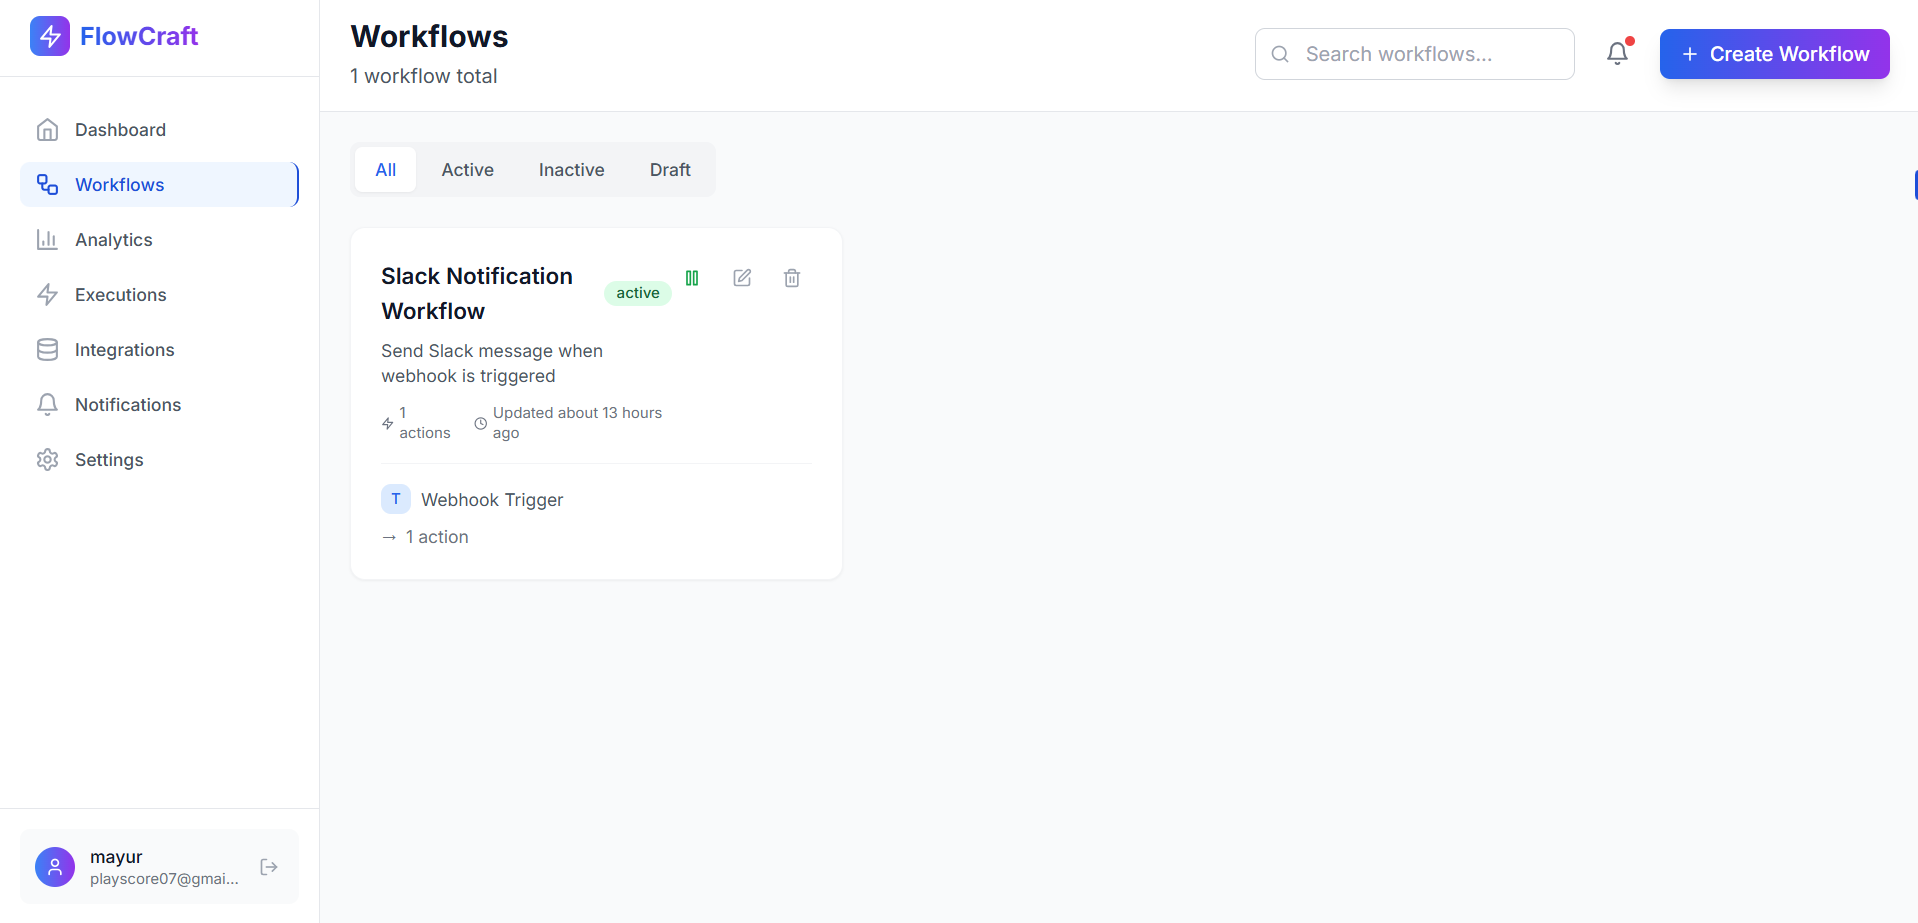 FlowCraft
Dashboard
Workflows
Analytics
Executions
Integrations
Notifications
Settings
mayur
playscore07@gmai...
Workflows
1 workflow total
Search workflows...
Create Workflow
All
Active
Inactive
Draft
Slack Notification
Workflow
active
Send Slack message when
webhook is triggered
1
actions
Updated about 13 hours
ago
T
Webhook Trigger
→ 1 action